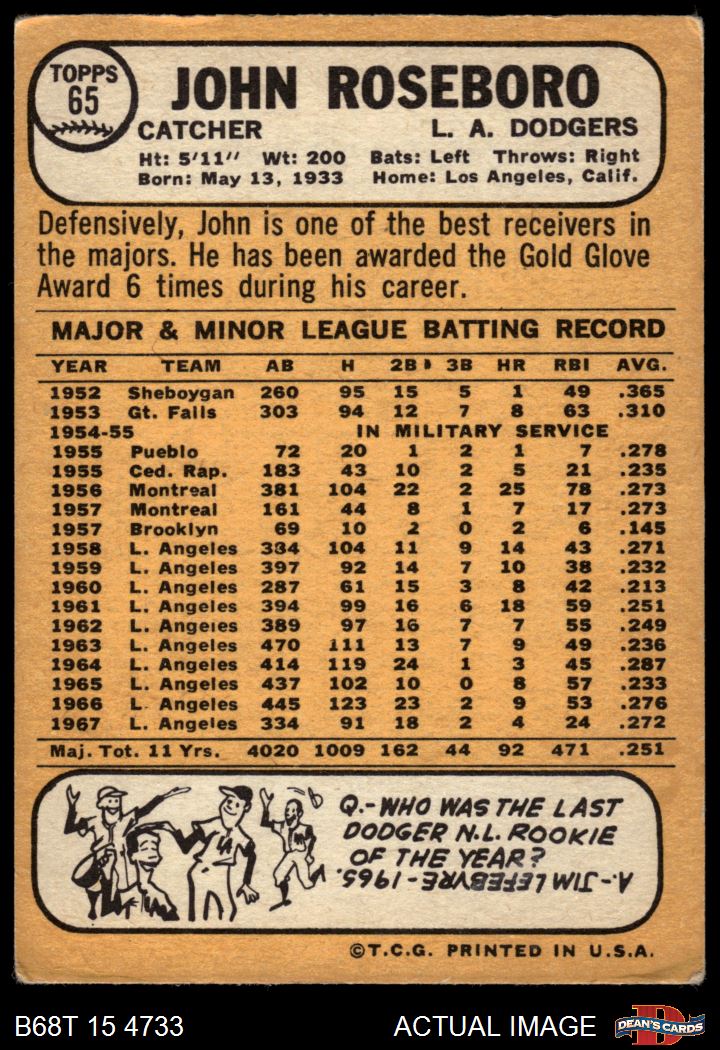 TOPPS
65
JOHN ROSEBORO
CATCHER L. A. DODGERS
Ht: 5'11" Wt: 200 Bats: Left Throws: Right
Born: May 13, 1933 Home: Los Angeles, Calif.
Defensively, John is one of the best receivers in
the majors. He has been awarded the Gold Glove
Award 6 times during his career.
MAJOR & MINOR LEAGUE BATTING RECORD
YEAR TEAM AB H 2B 3B HR RBI AVG.
1952 Sheboygan 260 95 15 5 1 49 .365
1953 Gt. Falls 303 94 12 7 8 63 .310
1954-55 IN MILITARY SERVICE
1955 Pueblo 72 20 1 2 1 7 .278
1955 Ced. Rap. 183 43 10 2 5 21 .235
1956 Montreal 381 104 22 2 25 78 .273
1957 Montreal 161 44 8 1 7 17 .273
1957 Brooklyn 69 10 2 0 2 6 .145
1958 L. Angeles 334 104 11 9 14 43 .271
1959 L. Angeles 397 92 14 7 10 38 .232
1960 L. Angeles 287 61 15 3 8 42 .213
1961 L. Angeles 394 99 16 6 18 59 .251
1962 L. Angeles 389 97 16 7 7 55 .249
1963 L. Angeles 470 111 13 7 9 49 .236
1964 L. Angeles 414 119 24 1 3 45 .287
1965 L. Angeles 437 102 10 0 8 57 .233
1966 L. Angeles 445 123 23 2 9 53 .276
1967 L. Angeles 334 91 18 2 4 24 .272
Maj. Tot. 11 Yrs. 4020 1009 162 44 92 471 .251
Q.-WHO WAS THE LAST
DODGER N.L. ROOKIE
OF THE YEAR?
A.-JIM LEFEBVRE-1965.
©T.C.G. PRINTED IN U.S.A.
B68T 15 4733 ACTUAL IMAGE DEAN'S CARDS